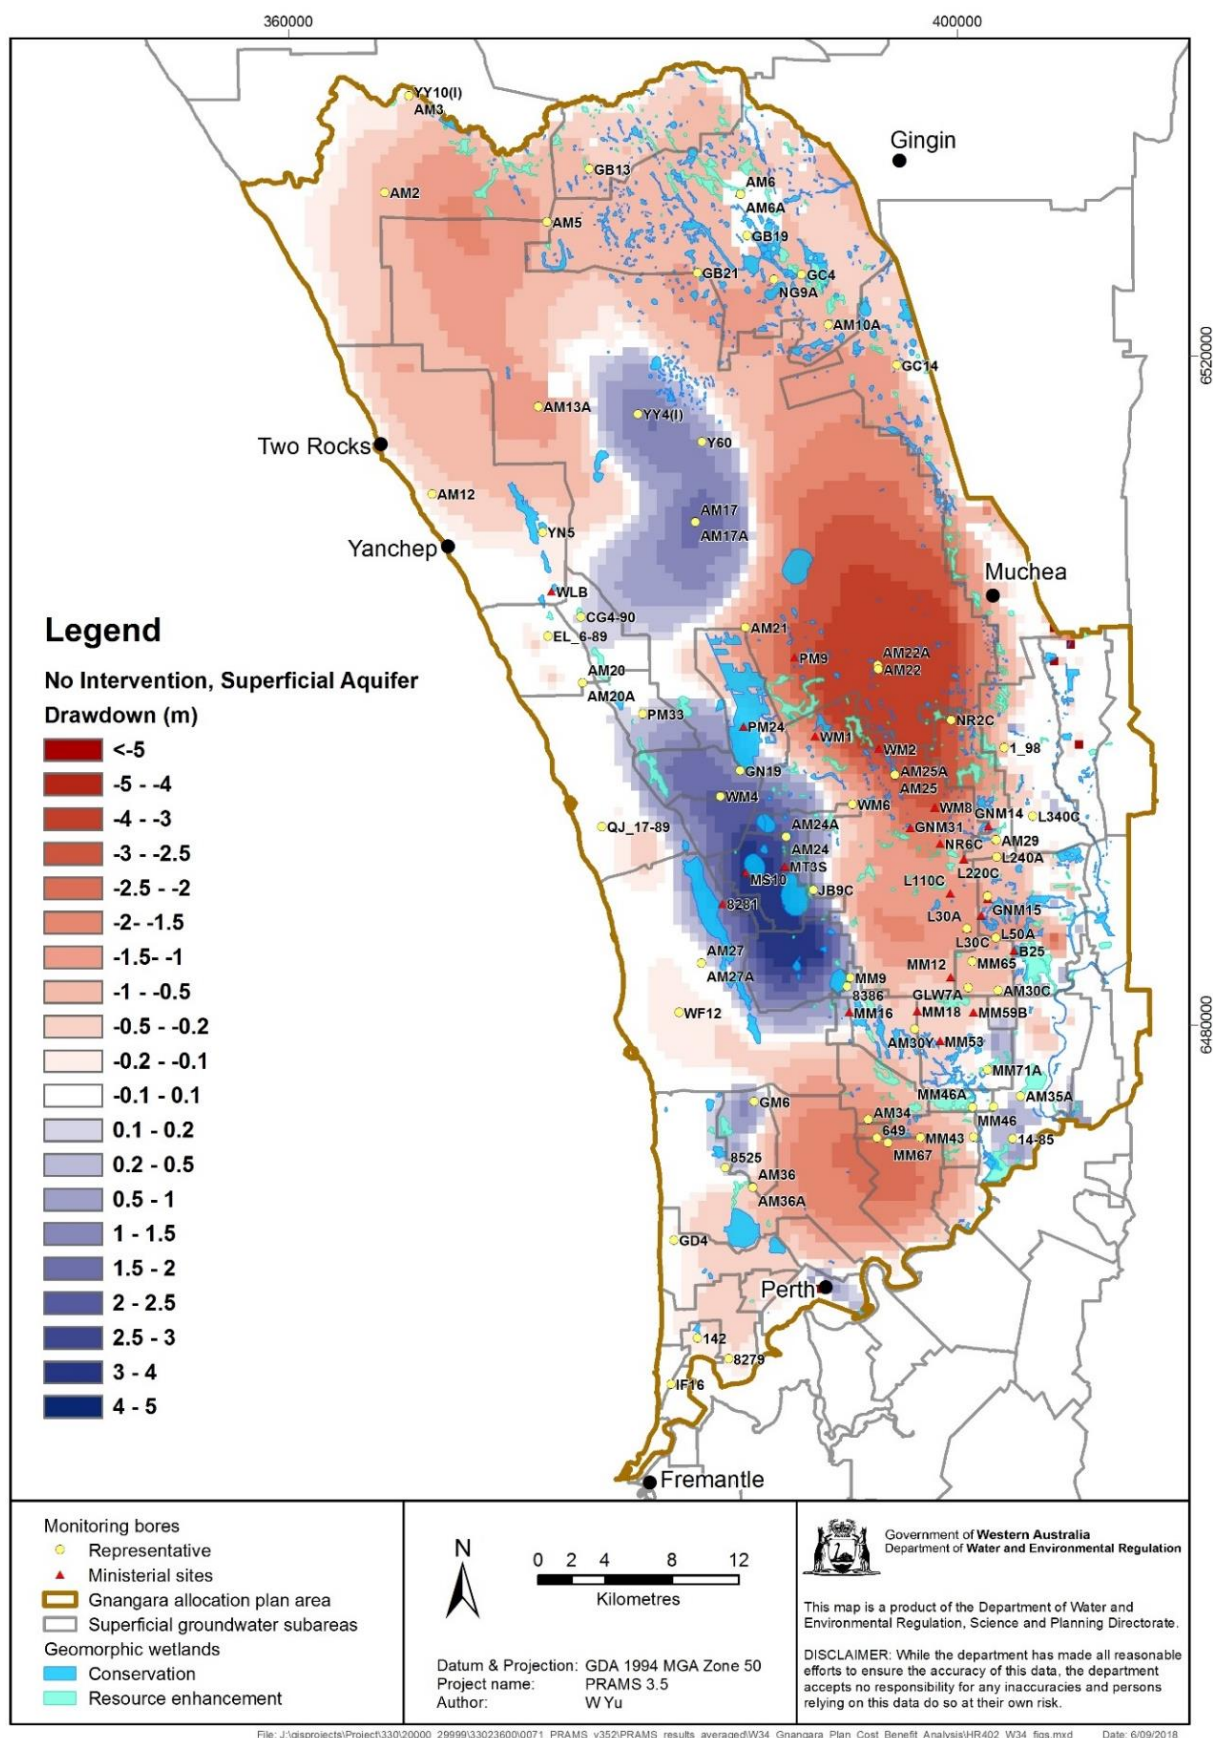 360000
400000
YY10(I)
AM3
Gingin
GB13
AM2
AM6
AM6A
AM5
GB19
GB21
GC4
NG9A
AM10A
6520000
GC14
AM13A
YY4(I)
Two Rocks
Y60
AM12
AM17
YN5
AM17A
Yanchep
Muchea
WLB
CG4-90
AM21
EL_6-89
PM9
AM22A
AM20
AM22
AM20A
PM33
NR2C
PM24
WM1
1_98
WM2
GN19
AM25A
AM25
WM4
WM6
WM8
GNM14
L340C
QJ_17-89
AM24A
GNM31
AM24
NR6C
AM29
L240A
MT3S
L220C
MS10
L110C
JB9C
8281
GNM15
L30A
L50A
L30C
B25
AM27
MM65
AM27A
MM9
MM12
8386
GLW7A
AM30C
WF12
MM16
MM18
MM59B
6480000
AM30Y
MM53
MM71A
MM46A
AM35A
GM6
AM34
MM46
649
MM43
14-85
MM67
8525
AM36
AM36A
GD4
Perth
142
8279
IF16
Fremantle
Legend
No Intervention, Superficial Aquifer
Drawdown (m)
<-5
-5 - -4
-4 - -3
-3 - -2.5
-2.5 - -2
-2- -1.5
-1.5- -1
-1 - -0.5
-0.5 - -0.2
-0.2 - -0.1
-0.1 - 0.1
0.1 - 0.2
0.2 - 0.5
0.5 - 1
1 - 1.5
1.5 - 2
2 - 2.5
2.5 - 3
3 - 4
4 - 5
Monitoring bores
Representative
Ministerial sites
Gnangara allocation plan area
Superficial groundwater subareas
Geomorphic wetlands
Conservation
Resource enhancement
N
0 2 4 8 12
Kilometres
Datum & Projection: GDA 1994 MGA Zone 50
Project name: PRAMS 3.5
Author: W Yu
Government of Western Australia
Department of Water and Environmental Regulation
This map is a product of the Department of Water and
Environmental Regulation, Science and Planning Directorate.
DISCLAIMER: While the department has made all reasonable
efforts to ensure the accuracy of this data, the department
accepts no responsibility for any inaccuracies and persons
relying on this data do so at their own risk.
File: J:\gisprojects\Project\330\20000_29999\33023600\0071_PRAMS_v352\PRAMS_results_averaged\W34_Gnangara_Plan_Cost_Benefit_Analysis\HR402_W34_figs.mxd Date: 6/09/2018